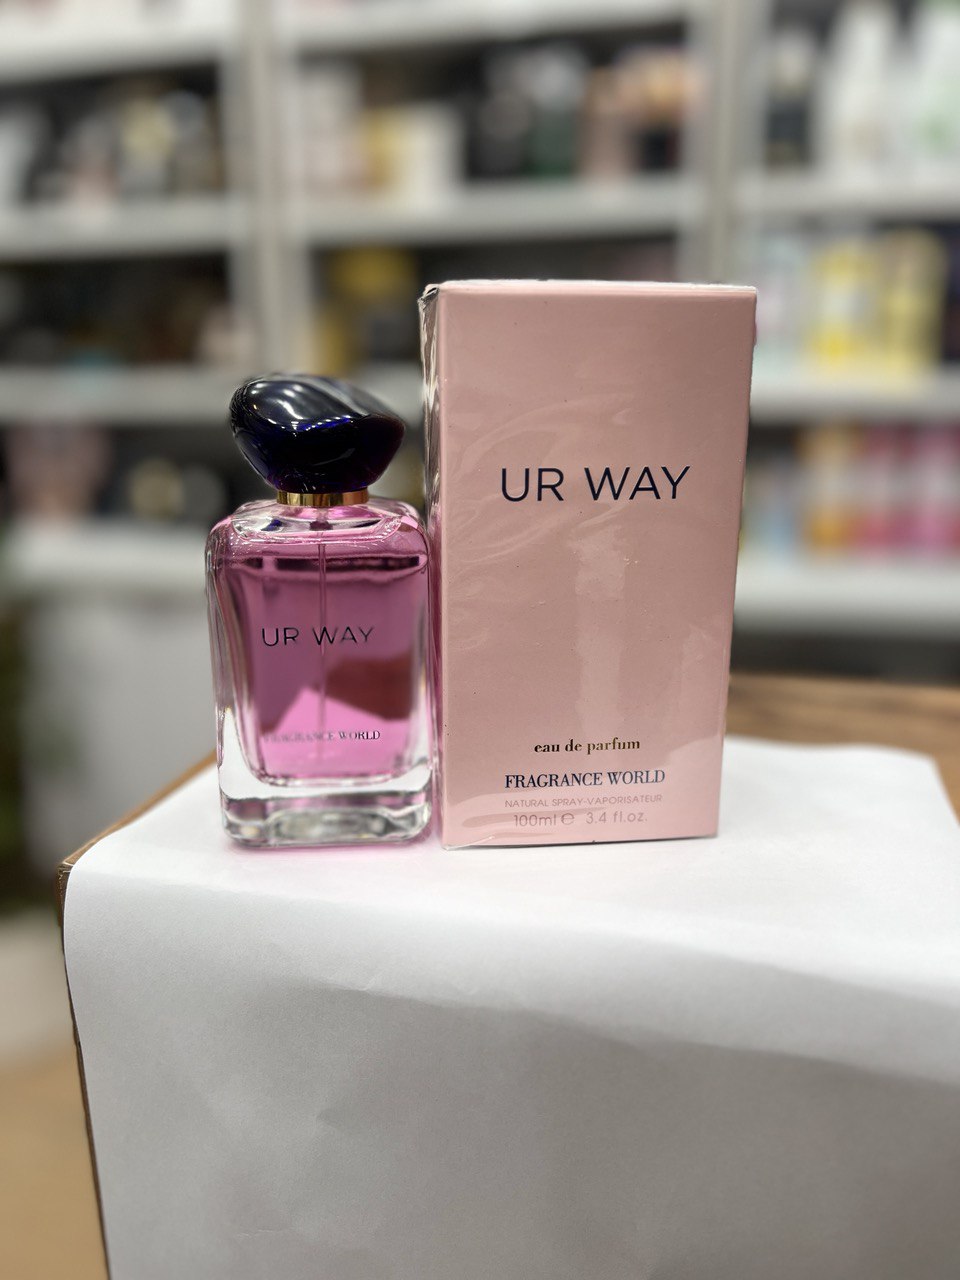 UR WAY
FRAGRANCE WORLD
UR WAY
eau de parfum
FRAGRANCE WORLD
NATURAL SPRAY-VAPORISATEUR
100ml e 3.4 fl.oz.